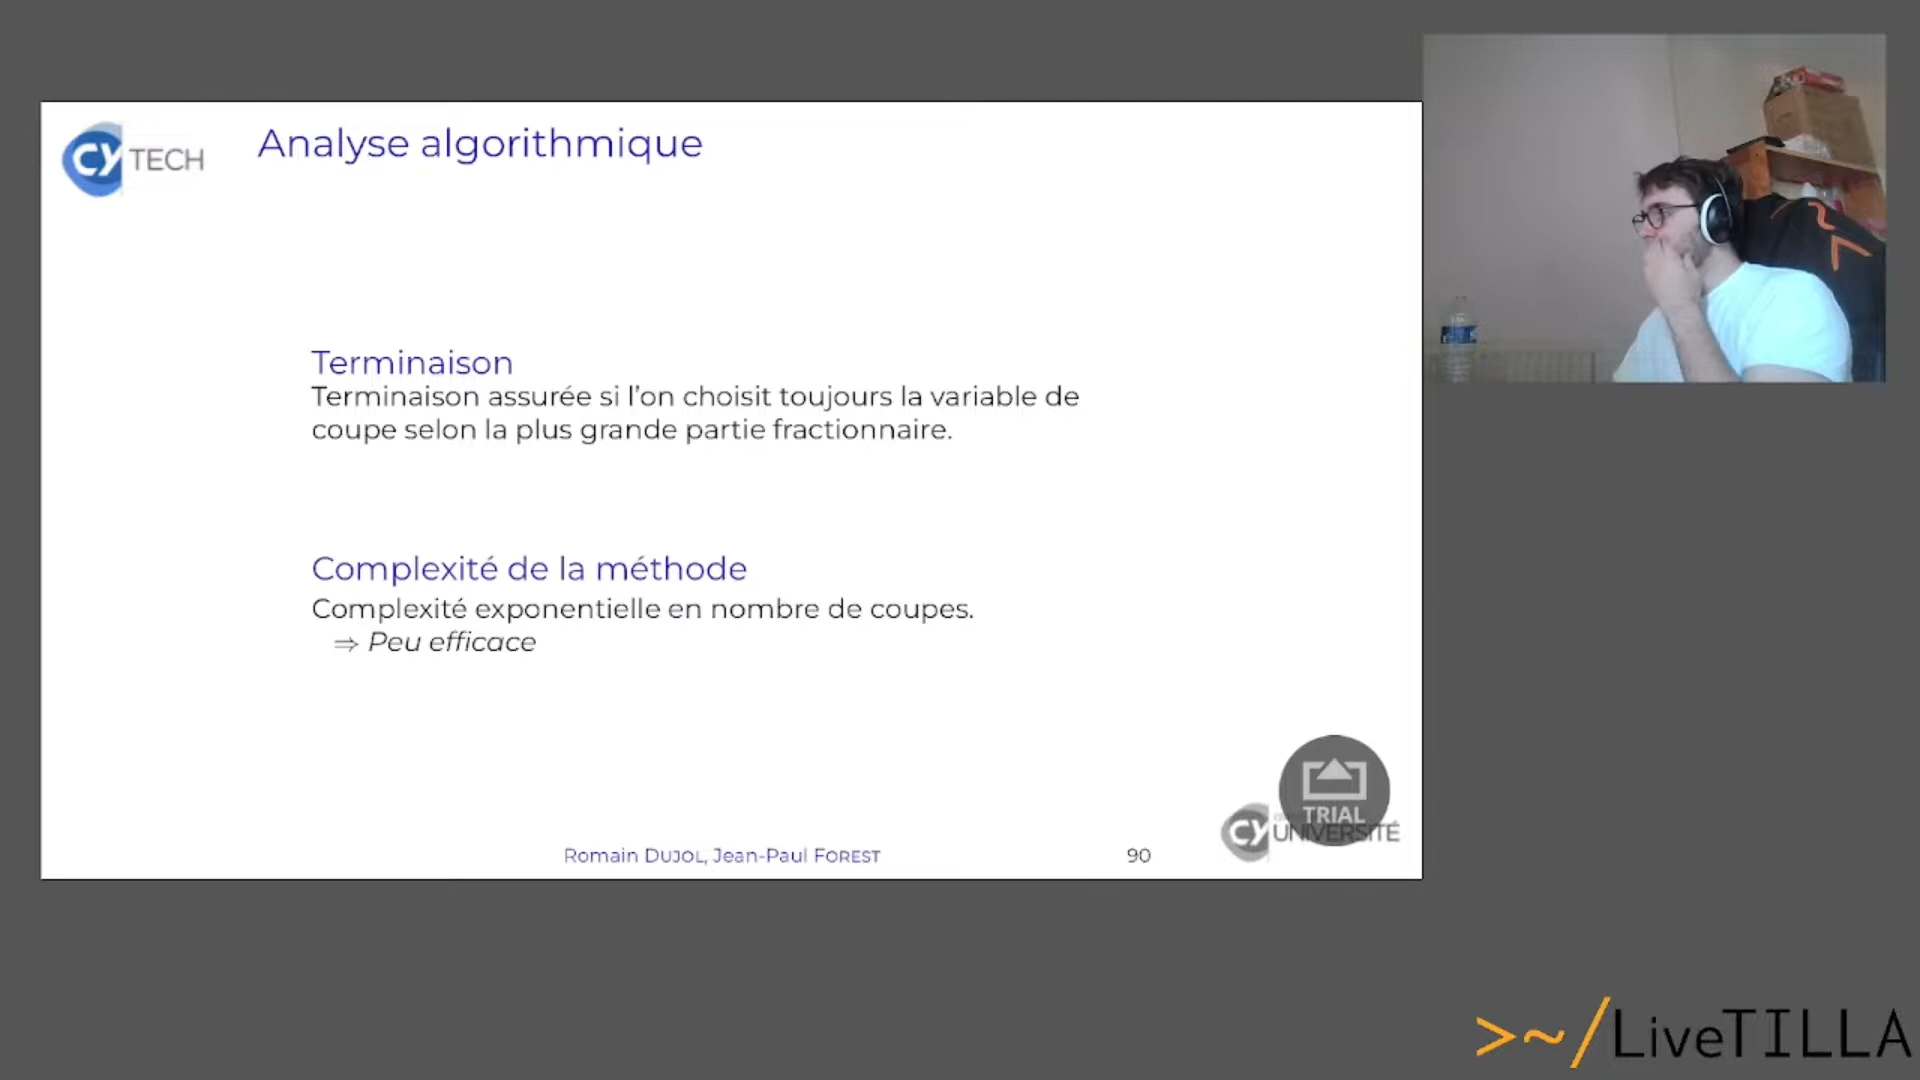 CY TECH
Analyse algorithmique
Terminaison
Terminaison assurée si l'on choisit toujours la variable de
coupe selon la plus grande partie fractionnaire.
Complexité de la méthode
Complexité exponentielle en nombre de coupes.
⇒ Peu efficace
TRIAL
CY UNIVERSITÉ
Romain DUJOL, Jean-Paul FOREST
90
>~/LiveTILLA